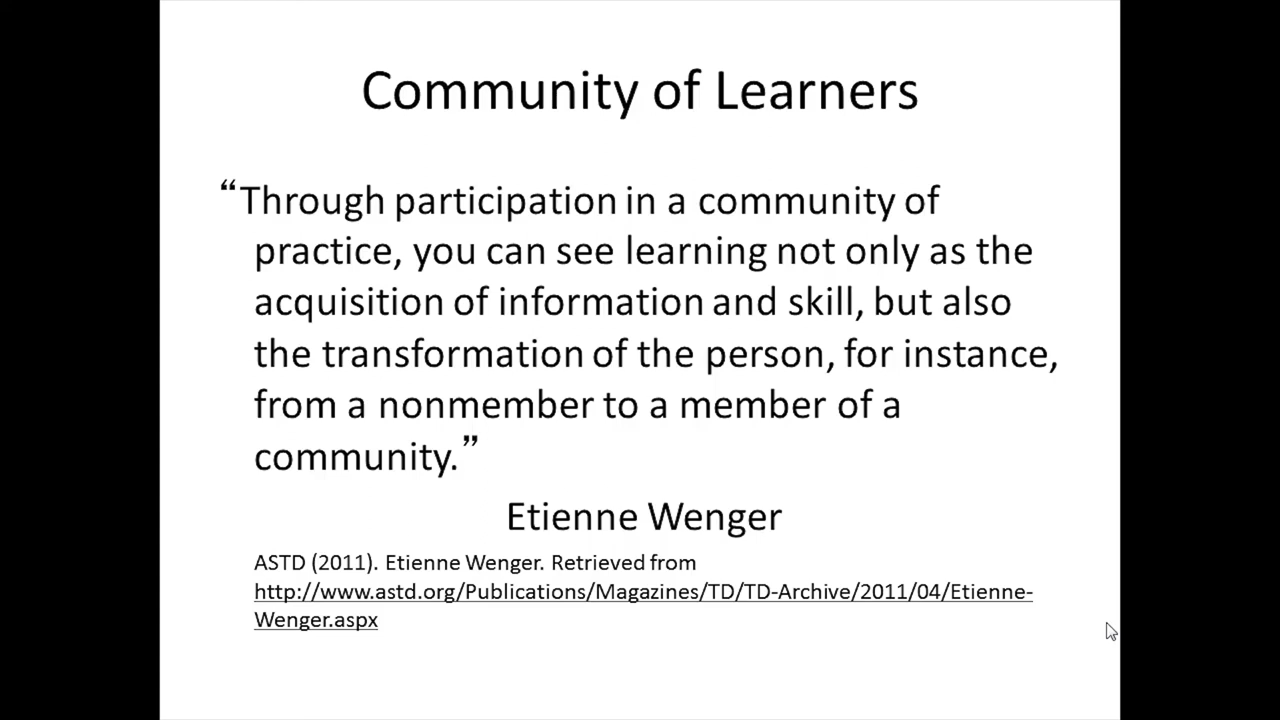 Community of Learners
“Through participation in a community of
practice, you can see learning not only as the
acquisition of information and skill, but also
the transformation of the person, for instance,
from a nonmember to a member of a
community.”
Etienne Wenger
ASTD (2011). Etienne Wenger. Retrieved from
http://www.astd.org/Publications/Magazines/TD/TD-Archive/2011/04/Etienne-
Wenger.aspx